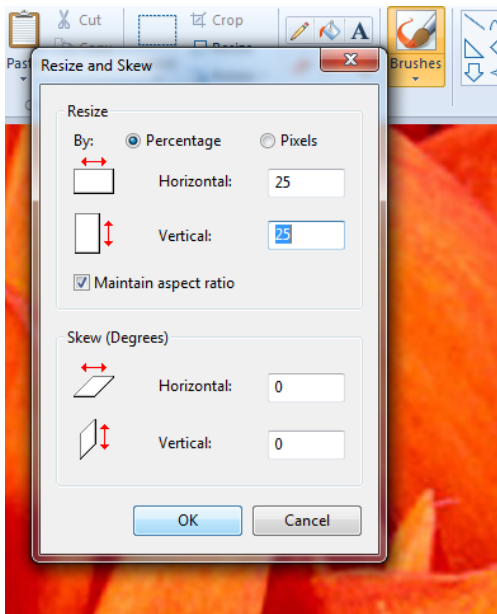 Cut
Crop
A
Brushes
Resize and Skew
Resize
By: Percentage Pixels
Horizontal: 25
Vertical: 25
Maintain aspect ratio
Skew (Degrees)
Horizontal: 0
Vertical: 0
OK Cancel